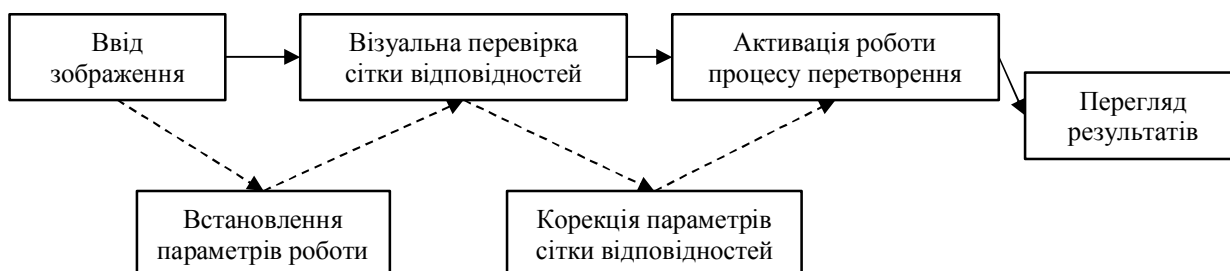 Ввід
зображення
Візуальна перевірка
сітки відповідностей
Активація роботи
процесу перетворення
Перегляд
результатів
Встановлення
параметрів роботи
Корекція параметрів
сітки відповідностей